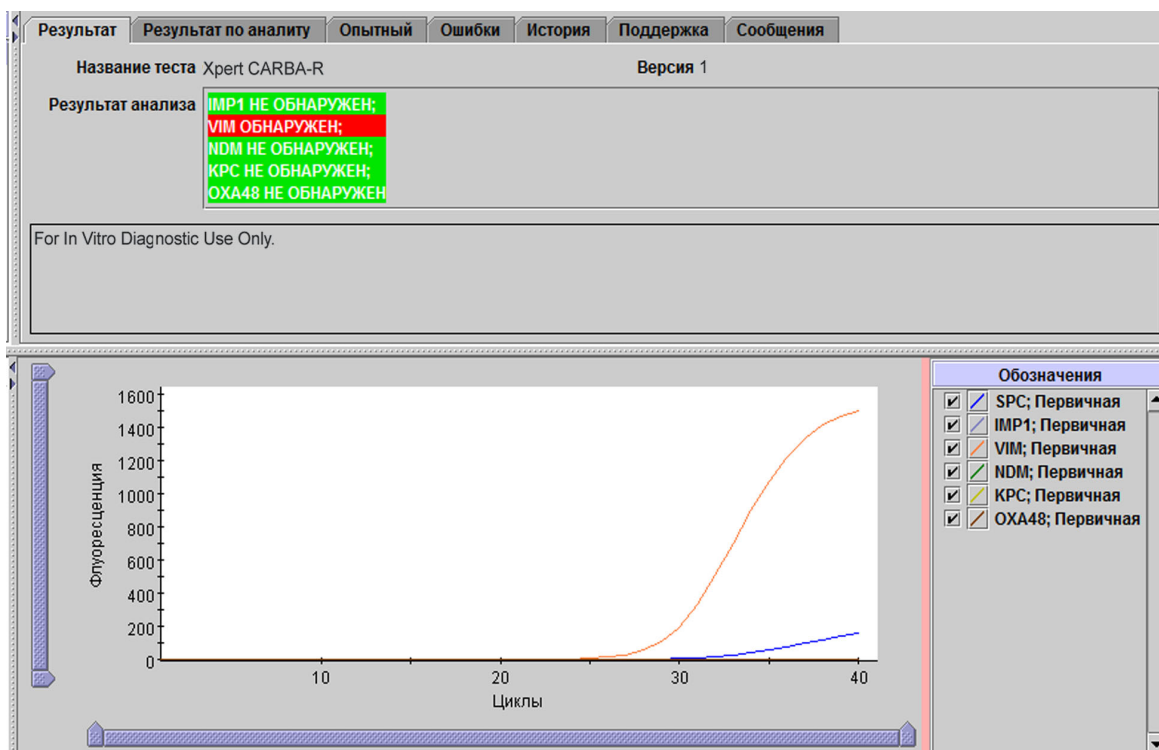 Результат Результат по аналиту Опытный Ошибки История Поддержка Сообщения
Название теста Xpert CARBA-R Версия 1
Результат анализа IMP1 НЕ ОБНАРУЖЕН;
VIM ОБНАРУЖЕН;
NDM НЕ ОБНАРУЖЕН;
KPC НЕ ОБНАРУЖЕН;
OXA48 НЕ ОБНАРУЖЕН
For In Vitro Diagnostic Use Only.
Обозначения
SPC; Первичная
IMP1; Первичная
VIM; Первичная
NDM; Первичная
KPC; Первичная
OXA48; Первичная
Флуоресценция
1600
1400
1200
1000
800
600
400
200
0
10 20 30 40
Циклы